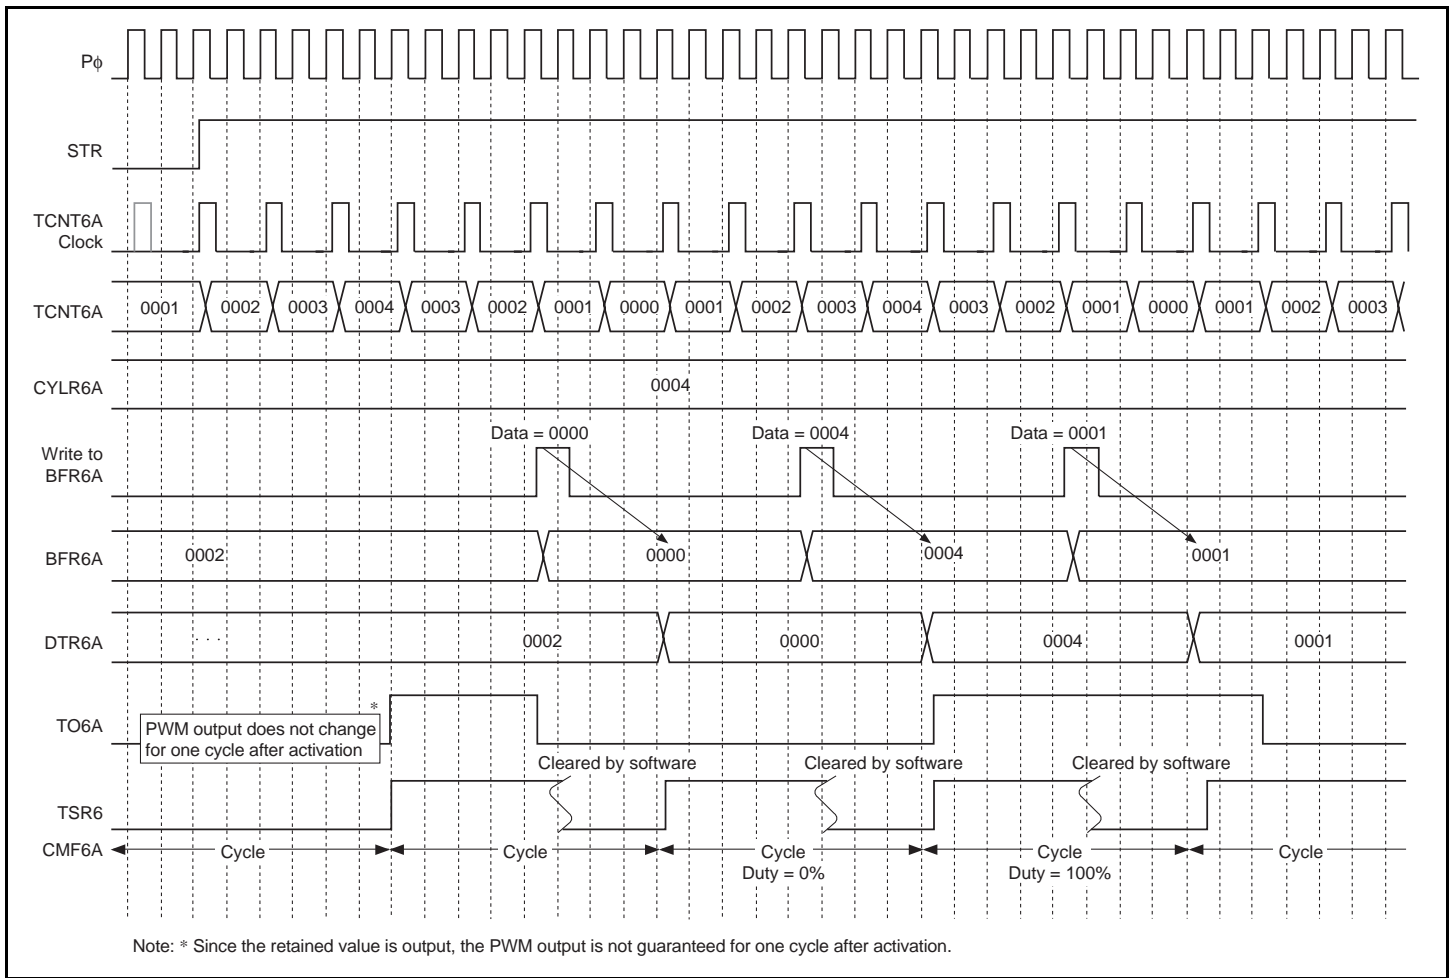 Pϕ
STR
TCNT6A
Clock
TCNT6A
0001 0002 0003 0004 0003 0002 0001 0000 0001 0002 0003 0004 0003 0002 0001 0000 0001 0002 0003
CYLR6A
0004
Data = 0000 Data = 0004 Data = 0001
Write to
BFR6A
BFR6A
0002 0000 0004 0001
DTR6A
. . . 0002 0000 0004 0001
TO6A
*
PWM output does not change
for one cycle after activation
Cleared by software Cleared by software Cleared by software
TSR6
CMF6A
Cycle Cycle Cycle Cycle Cycle
Duty = 0% Duty = 100%
Note: * Since the retained value is output, the PWM output is not guaranteed for one cycle after activation.